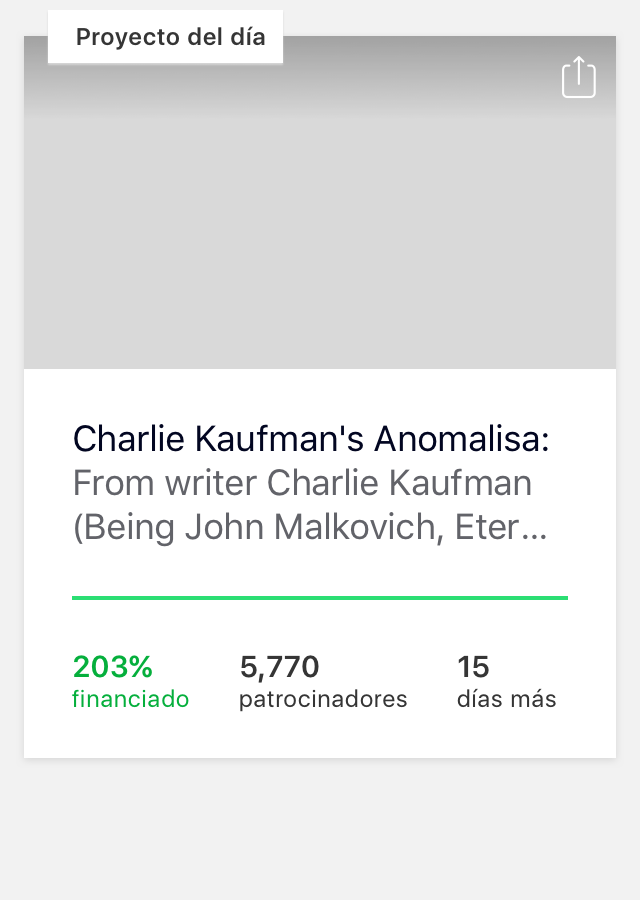 Proyecto del día
Charlie Kaufman's Anomalisa:
From writer Charlie Kaufman
(Being John Malkovich, Eter…
203% 5,770 15
financiado patrocinadores días más